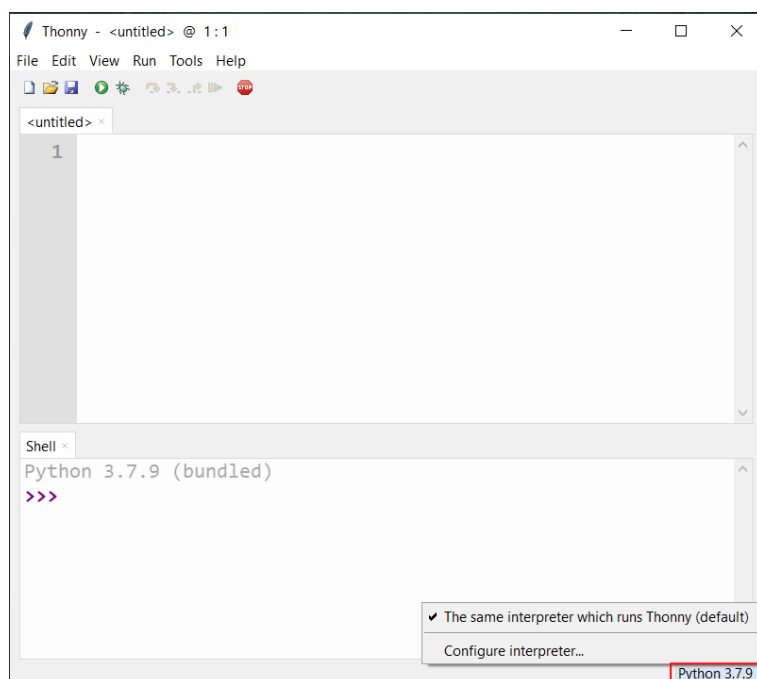 Thonny - <untitled> @ 1:1
File Edit View Run Tools Help
STOP
<untitled> ×
1
Shell ×
Python 3.7.9 (bundled)
>>>
✔ The same interpreter which runs Thonny (default)
Configure interpreter...
Python 3.7.9